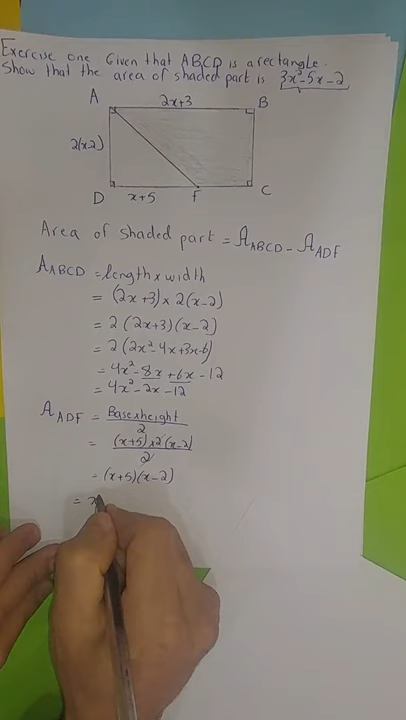 Exercise one Given that ABCD is a rectangle.
Show that the area of shaded part is 3x²-5x-2
A 2x+3 B
2(x-2)
D x+5 F C
Area of shaded part = A_ABCD - A_ADF
A_ABCD = length x width
= (2x+3) x 2(x-2)
= 2(2x+3)(x-2)
= 2(2x²-4x+3x-6)
= 4x²-8x+6x-12
= 4x²-2x-12
A_ADF = Base x height / 2
= (x+5) x 2(x-2) / 2
= (x+5)(x-2)
= x